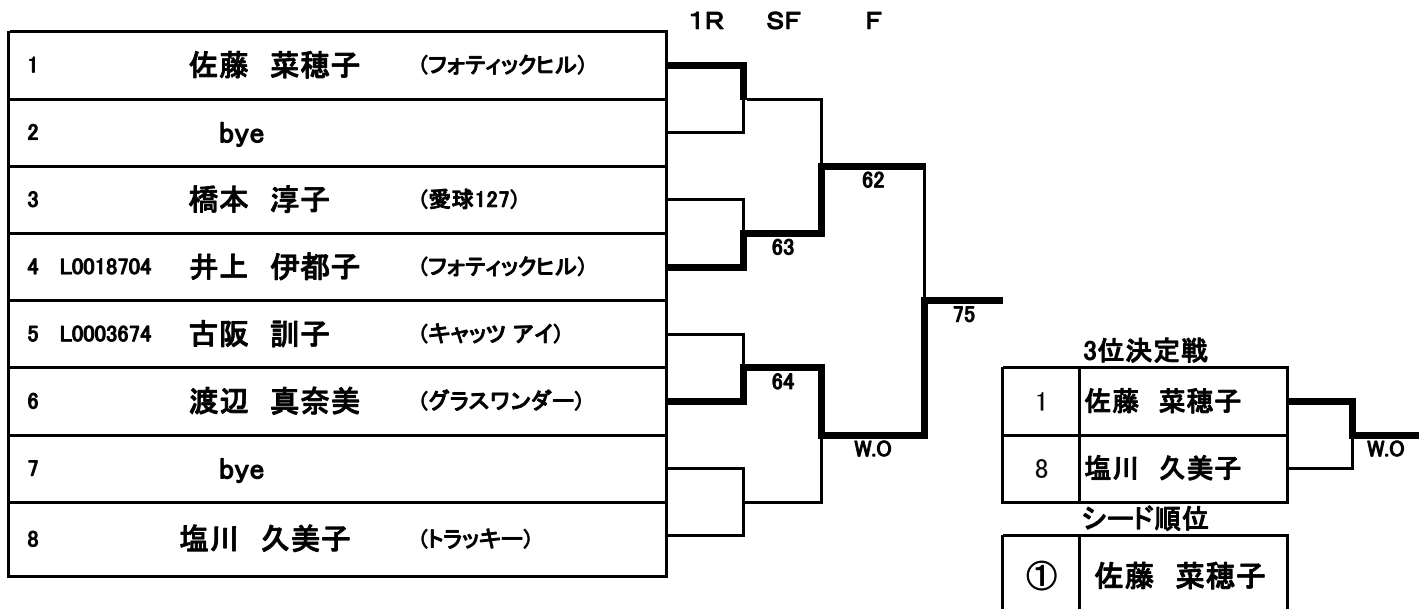 1R SF F
1 佐藤 菜穂子 (フォティックヒル)
2 bye
3 橋本 淳子 (愛球127)
4 L0018704 井上 伊都子 (フォティックヒル)
5 L0003674 古阪 訓子 (キャッツ アイ)
6 渡辺 真奈美 (グラスワンダー)
7 bye
8 塩川 久美子 (トラッキー)
62
63
75
64
W.O
3位決定戦
1 佐藤 菜穂子
8 塩川 久美子
W.O
シード順位
① 佐藤 菜穂子